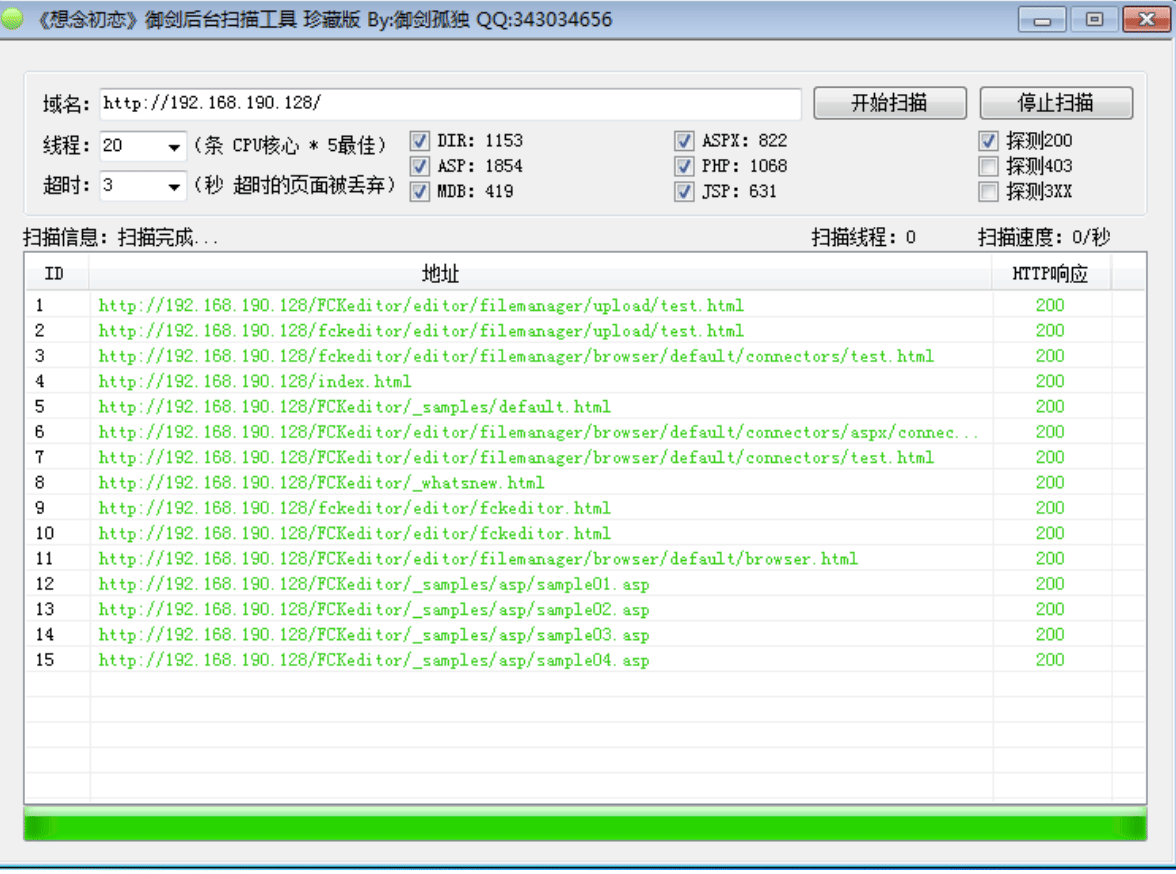 《想念初恋》御剑后台扫描工具 珍藏版 By:御剑孤独 QQ:343034656
域名: http://192.168.190.128/ 开始扫描 停止扫描
线程: 20 (条 CPU核心 * 5最佳) DIR: 1153 ASPX: 822 探测200
ASP: 1854 PHP: 1068 探测403
超时: 3 (秒 超时的页面被丢弃) MDB: 419 JSP: 631 探测3XX
扫描信息: 扫描完成... 扫描线程: 0 扫描速度: 0/秒
ID 地址 HTTP响应
1 http://192.168.190.128/FCKeditor/editor/filemanager/upload/test.html 200
2 http://192.168.190.128/fckeditor/editor/filemanager/upload/test.html 200
3 http://192.168.190.128/fckeditor/editor/filemanager/browser/default/connectors/test.html 200
4 http://192.168.190.128/index.html 200
5 http://192.168.190.128/FCKeditor/_samples/default.html 200
6 http://192.168.190.128/FCKeditor/editor/filemanager/browser/default/connectors/aspx/connec... 200
7 http://192.168.190.128/FCKeditor/editor/filemanager/browser/default/connectors/test.html 200
8 http://192.168.190.128/FCKeditor/_whatsnew.html 200
9 http://192.168.190.128/fckeditor/editor/fckeditor.html 200
10 http://192.168.190.128/FCKeditor/editor/fckeditor.html 200
11 http://192.168.190.128/FCKeditor/editor/filemanager/browser/default/browser.html 200
12 http://192.168.190.128/FCKeditor/_samples/asp/sample01.asp 200
13 http://192.168.190.128/FCKeditor/_samples/asp/sample02.asp 200
14 http://192.168.190.128/FCKeditor/_samples/asp/sample03.asp 200
15 http://192.168.190.128/FCKeditor/_samples/asp/sample04.asp 200